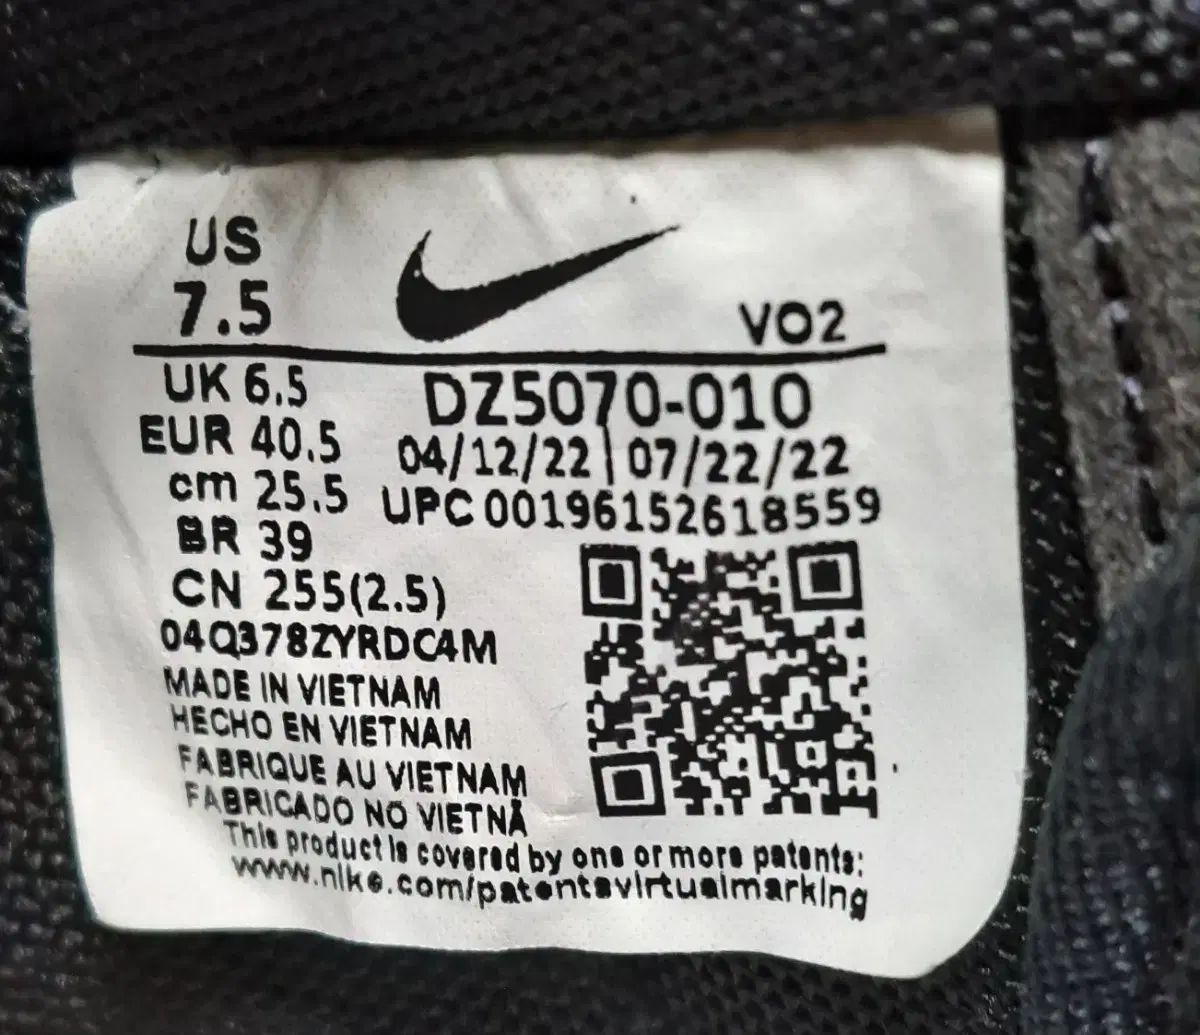 US
7.5
VO2
UK 6.5
EUR 40.5
cm 25.5
BR 39
CN 255(2.5)
DZ5070-010
04/12/22|07/22/22
UPC 00196152618559
04Q378ZYRDC4M
MADE IN VIETNAM
HECHO EN VIETNAM
FABRIQUE AU VIETNAM
FABRICADO NO VIETNÃ
This product is covered by one or more patents:
www.nike.com/patentsvirtualmarking